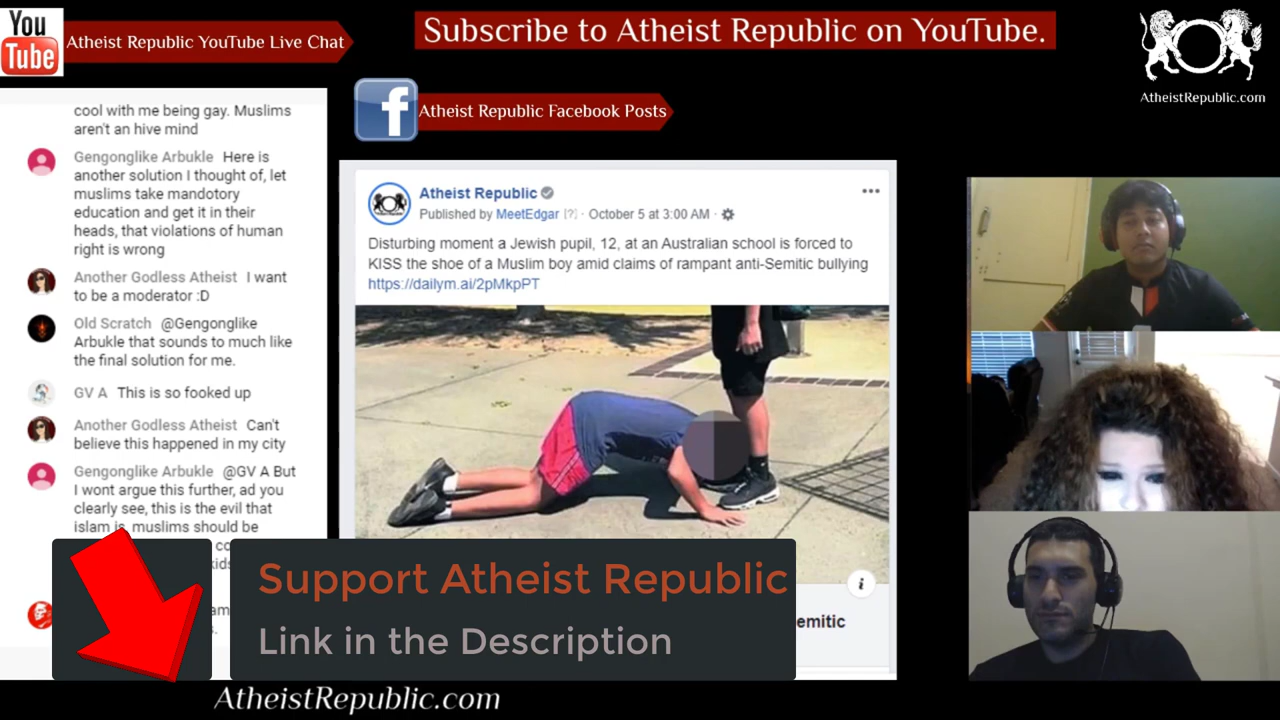 You
Tube
Atheist Republic YouTube Live Chat
Subscribe to Atheist Republic on YouTube.
AtheistRepublic.com
f
Atheist Republic Facebook Posts
cool with me being gay. Muslims
aren't an hive mind
Gengonglike Arbukle Here is
another solution I thought of, let
muslims take mandotory
education and get it in their
heads, that violations of human
right is wrong
Another Godless Atheist I want
to be a moderator :D
Old Scratch @Gengonglike
Arbukle that sounds to much like
the final solution for me.
GV A This is so fooked up
Another Godless Atheist Can't
believe this happened in my city
Gengonglike Arbukle @GV A But
I wont argue this further, ad you
clearly see, this is the evil that
islam is, muslims should be
Atheist Republic
Published by MeetEdgar [?] · October 5 at 3:00 AM ·
Disturbing moment a Jewish pupil, 12, at an Australian school is forced to
KISS the shoe of a Muslim boy amid claims of rampant anti-Semitic bullying
https://dailym.ai/2pMkpPT
i
emitic
Support Atheist Republic
Link in the Description
AtheistRepublic.com